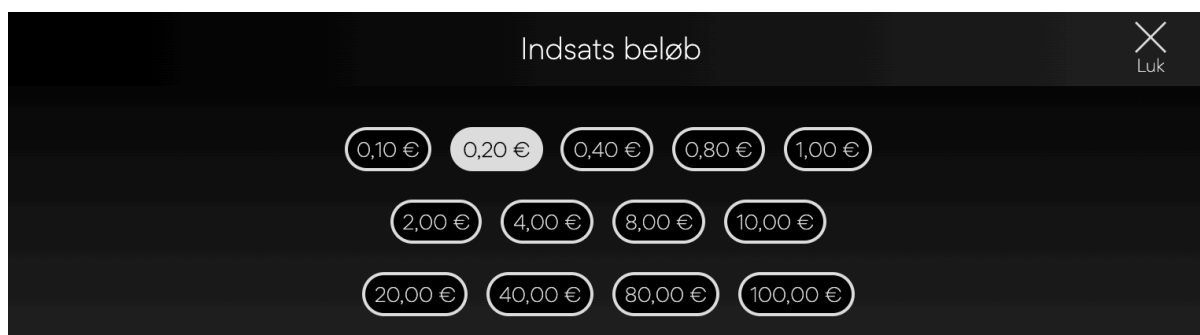 Indsats beløb
Luk
0,10 € 0,20 € 0,40 € 0,80 € 1,00 €
2,00 € 4,00 € 8,00 € 10,00 €
20,00 € 40,00 € 80,00 € 100,00 €